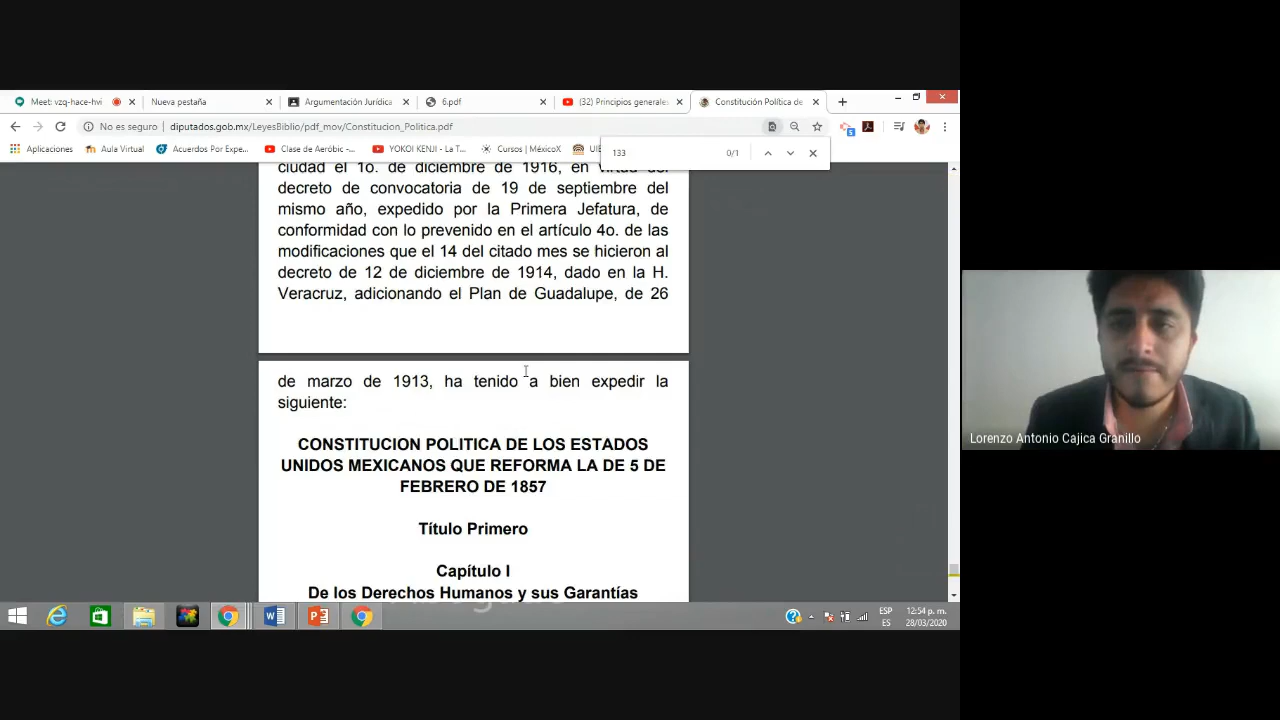 Meet: vzq-hace-hvi
Nueva pestaña
Argumentación Jurídica
6.pdf
(32) Principios generales
Constitución Política de
No es seguro
diputados.gob.mx/LeyesBiblio/pdf_mov/Constitucion_Politica.pdf
Aplicaciones
Aula Virtual
Acuerdos Por Expe...
Clase de Aeróbic -...
YOKOI KENJI - La T...
Cursos | MéxicoX
133
0/1
5
ciudad el 1o. de diciembre de 1916, en virtud del
decreto de convocatoria de 19 de septiembre del
mismo año, expedido por la Primera Jefatura, de
conformidad con lo prevenido en el artículo 4o. de las
modificaciones que el 14 del citado mes se hicieron al
decreto de 12 de diciembre de 1914, dado en la H.
Veracruz, adicionando el Plan de Guadalupe, de 26
de marzo de 1913, ha tenido a bien expedir la
siguiente:
CONSTITUCION POLITICA DE LOS ESTADOS
UNIDOS MEXICANOS QUE REFORMA LA DE 5 DE
FEBRERO DE 1857
Título Primero
Capítulo I
De los Derechos Humanos y sus Garantías
ESP
ES
12:54 p. m.
28/03/2020
Lorenzo Antonio Cajica Granillo